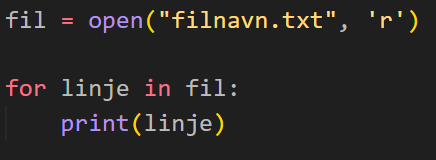 fil = open("filnavn.txt", 'r')
for linje in fil:
    print(linje)